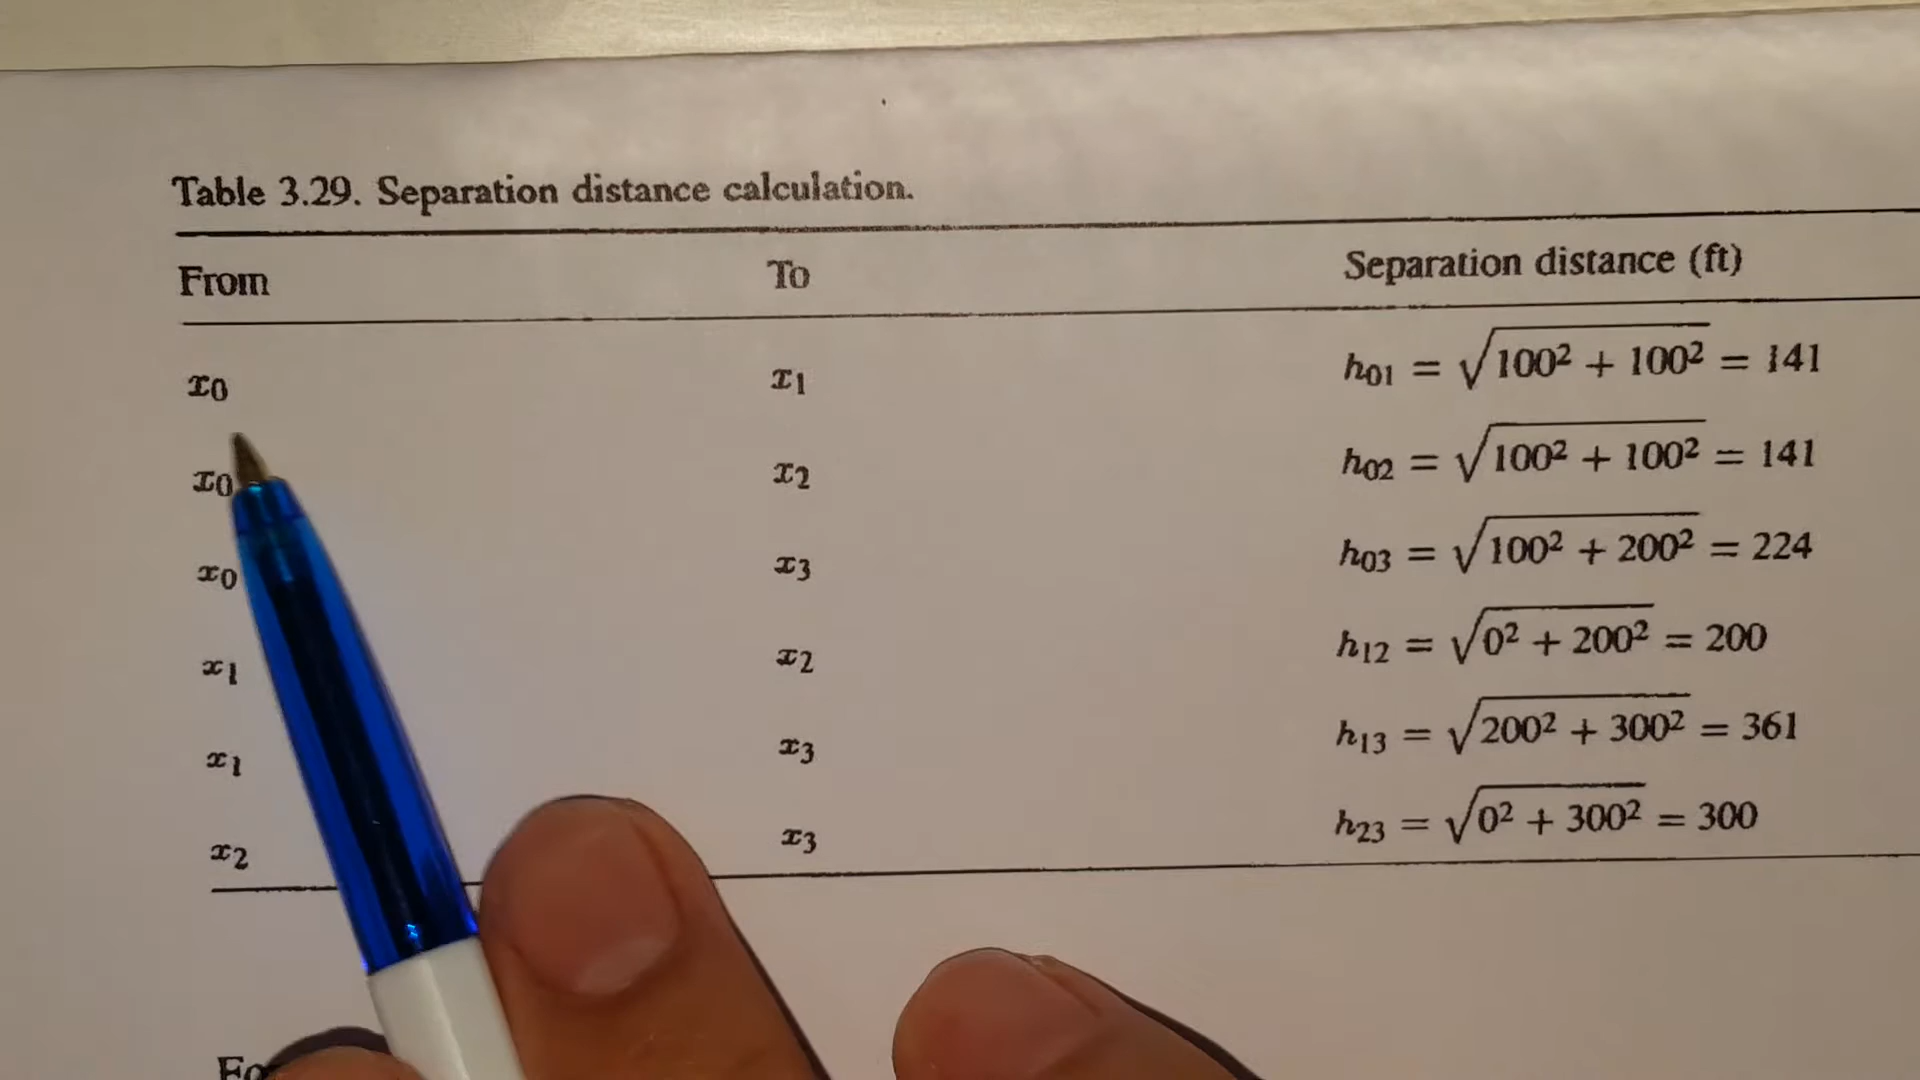 Table 3.29. Separation distance calculation.
From To Separation distance (ft)
x₀ x₁ h₀₁ = √(100² + 100²) = 141
x₀ x₂ h₀₂ = √(100² + 100²) = 141
x₀ x₃ h₀₃ = √(100² + 200²) = 224
x₁ x₂ h₁₂ = √(0² + 200²) = 200
x₁ x₃ h₁₃ = √(200² + 300²) = 361
x₂ x₃ h₂₃ = √(0² + 300²) = 300